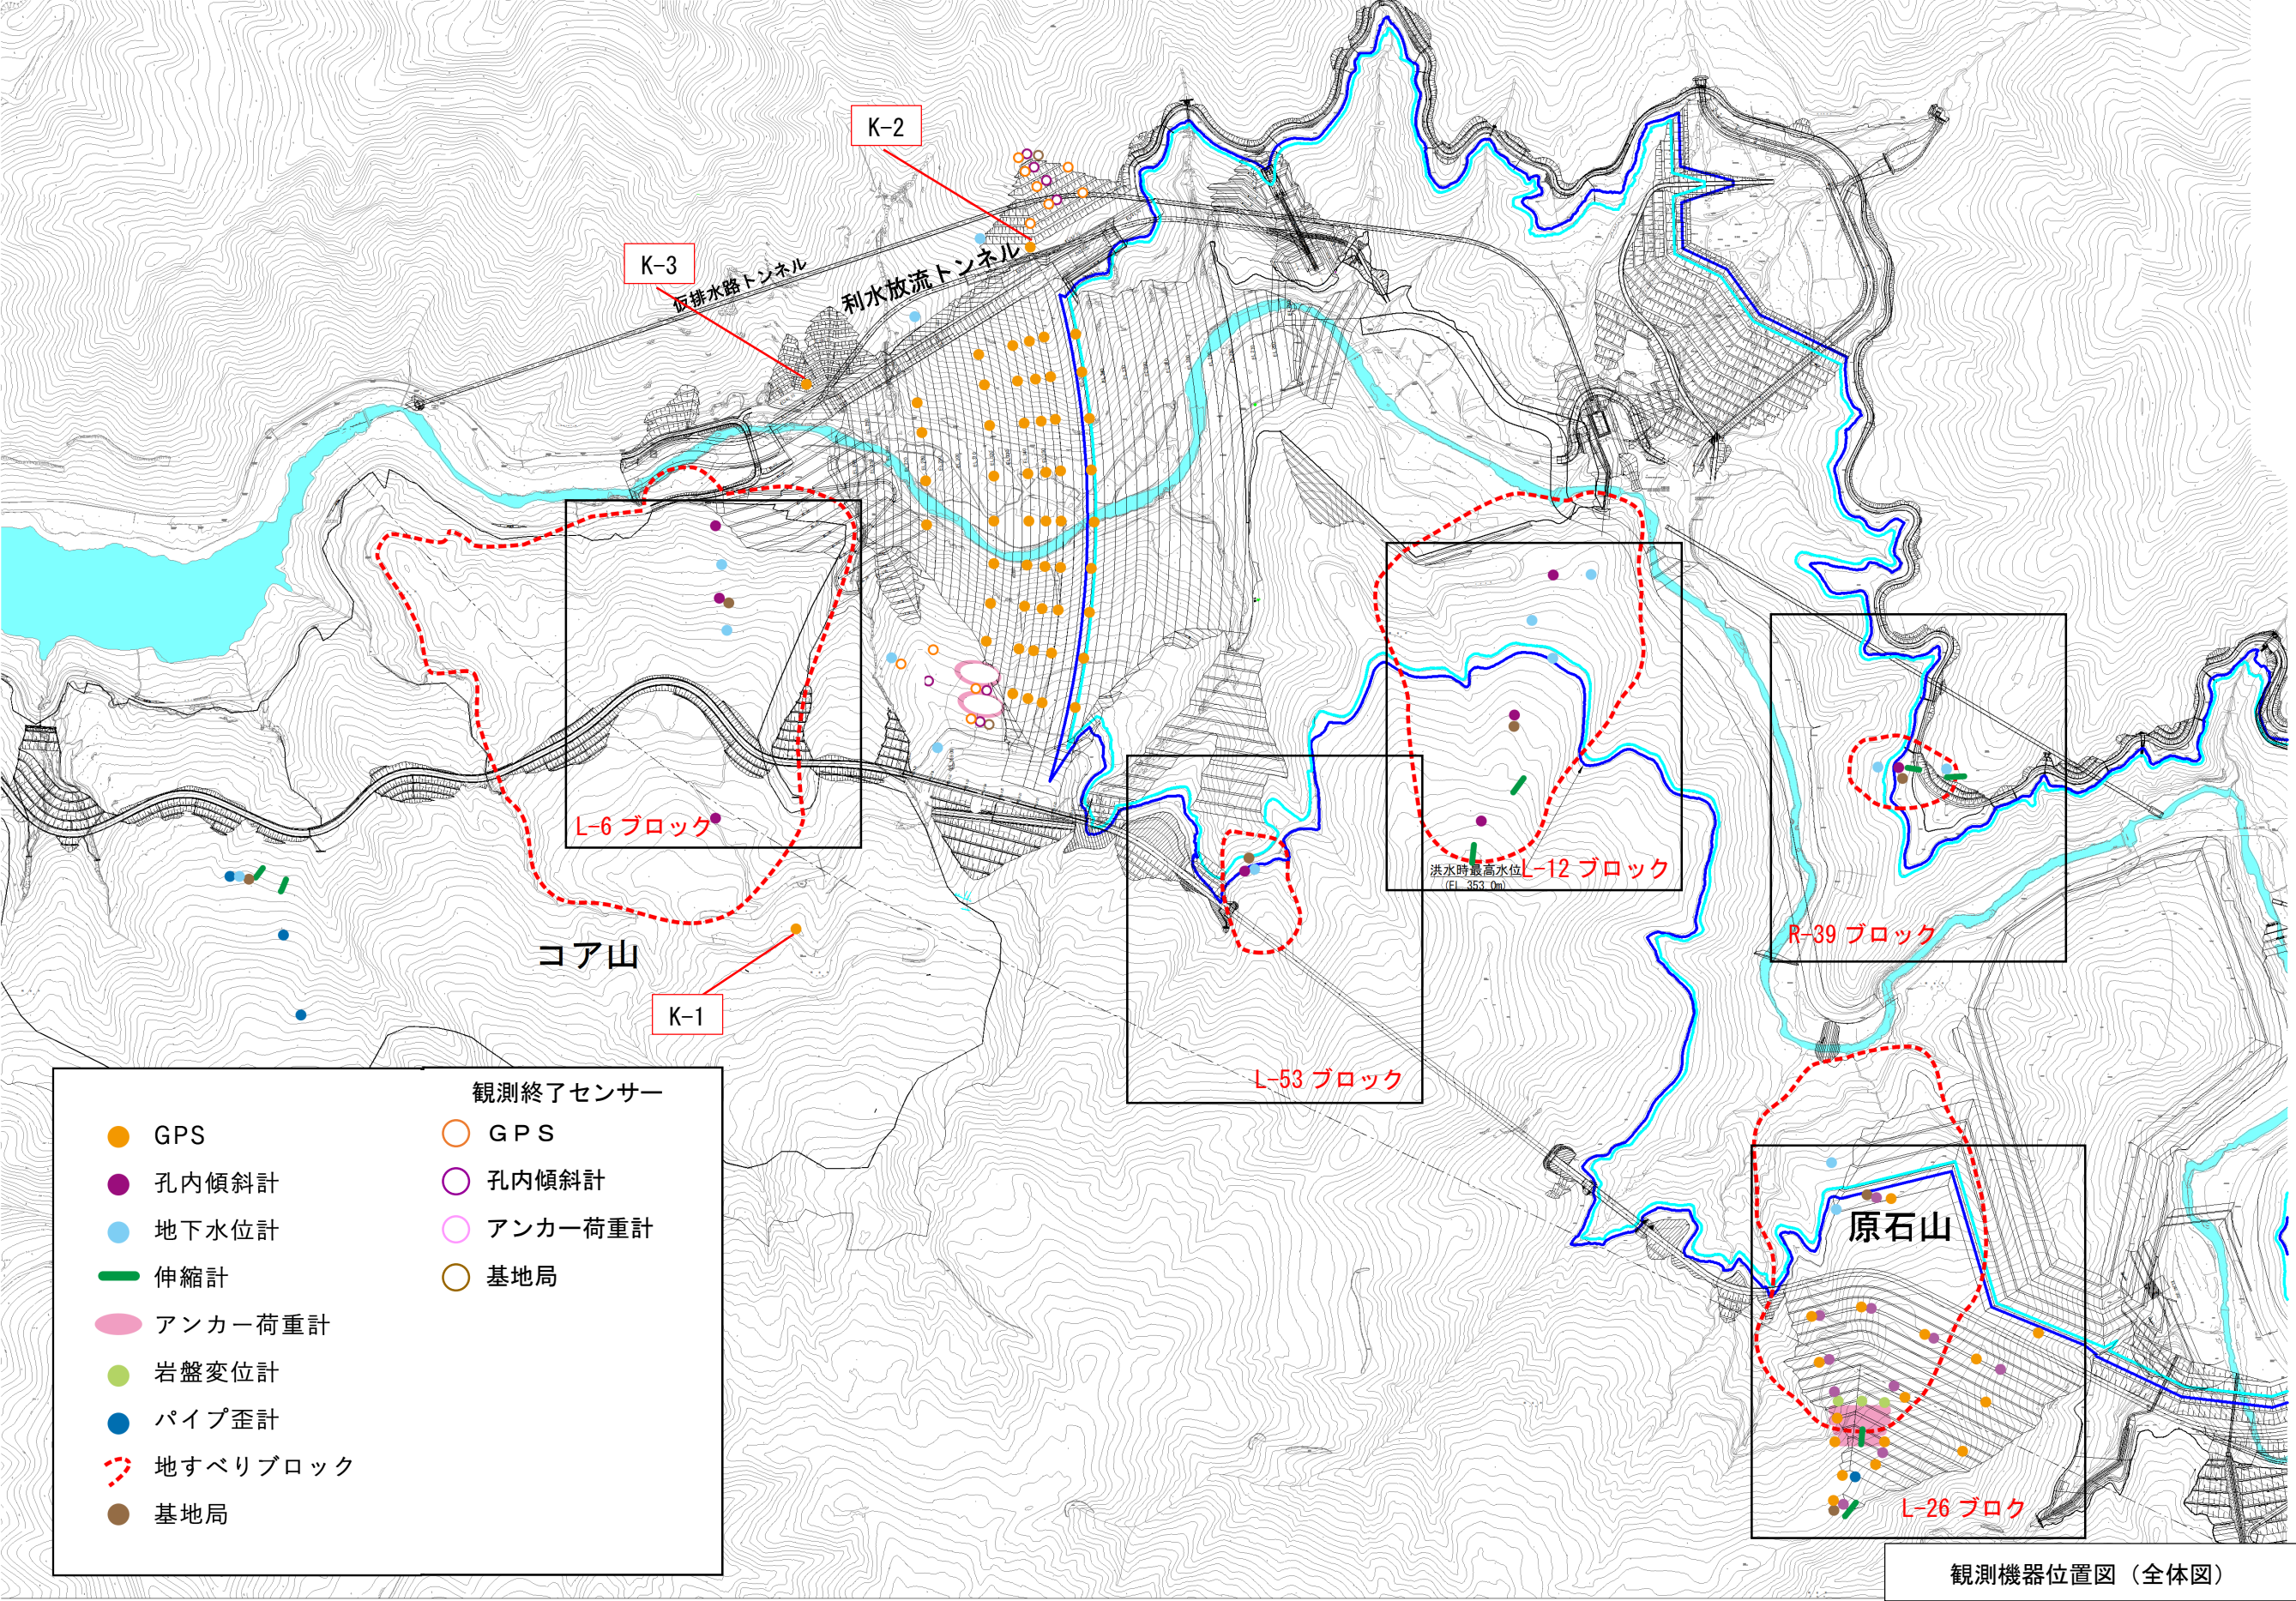 K-2
K-3
仮排水路トンネル
利水放流トンネル
L-6 ブロック
洪水時最高水位
(EL 353.0m)
L-12 ブロック
R-39 ブロック
コア山
K-1
L-53 ブロック
原石山
L-26 ブロク
GPS
孔内傾斜計
地下水位計
伸縮計
アンカー荷重計
岩盤変位計
パイプ歪計
地すべりブロック
基地局
観測終了センサー
ＧＰＳ
孔内傾斜計
アンカー荷重計
基地局
観測機器位置図（全体図）